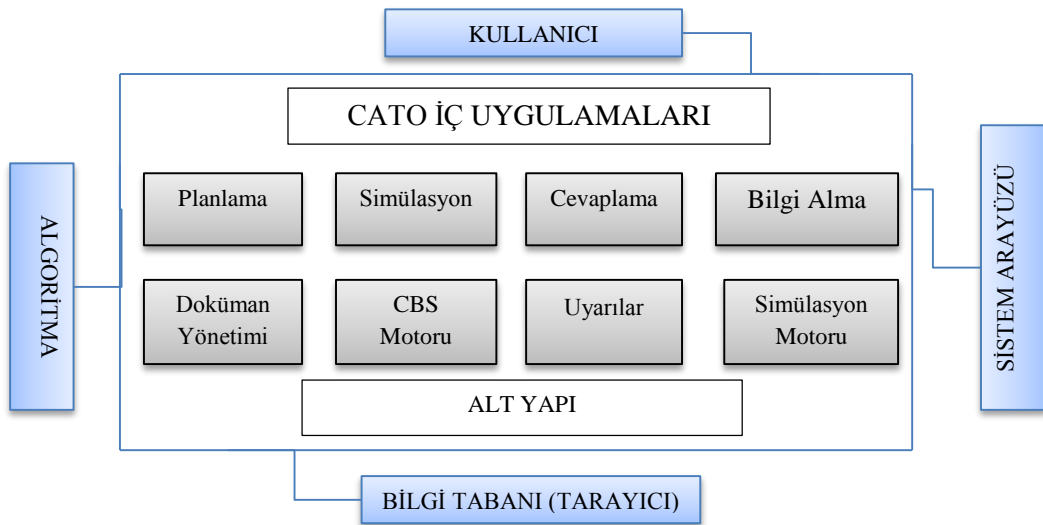 KULLANICI
CATO İÇ UYGULAMALARI
ALGORİTMA
Planlama
Simülasyon
Cevaplama
Bilgi Alma
SİSTEM ARAYÜZÜ
Doküman
Yönetimi
CBS
Motoru
Uyarılar
Simülasyon
Motoru
ALT YAPI
BİLGİ TABANI (TARAYICI)